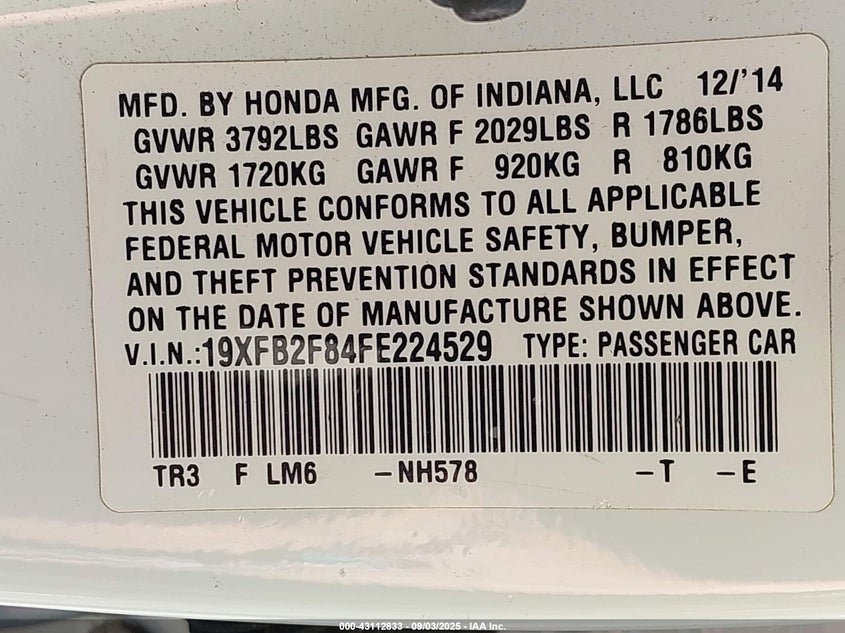 MFD. BY HONDA MFG. OF INDIANA, LLC 12/'14
GVWR 3792LBS GAWR F 2029LBS R 1786LBS
GVWR 1720KG GAWR F 920KG R 810KG
THIS VEHICLE CONFORMS TO ALL APPLICABLE
FEDERAL MOTOR VEHICLE SAFETY, BUMPER,
AND THEFT PREVENTION STANDARDS IN EFFECT
ON THE DATE OF MANUFACTURE SHOWN ABOVE.
V.I.N.:19XFB2F84FE224529 TYPE: PASSENGER CAR
TR3 F LM6 -NH578 -T -E
000-43112833 - 09/03/2025 - IAA Inc.